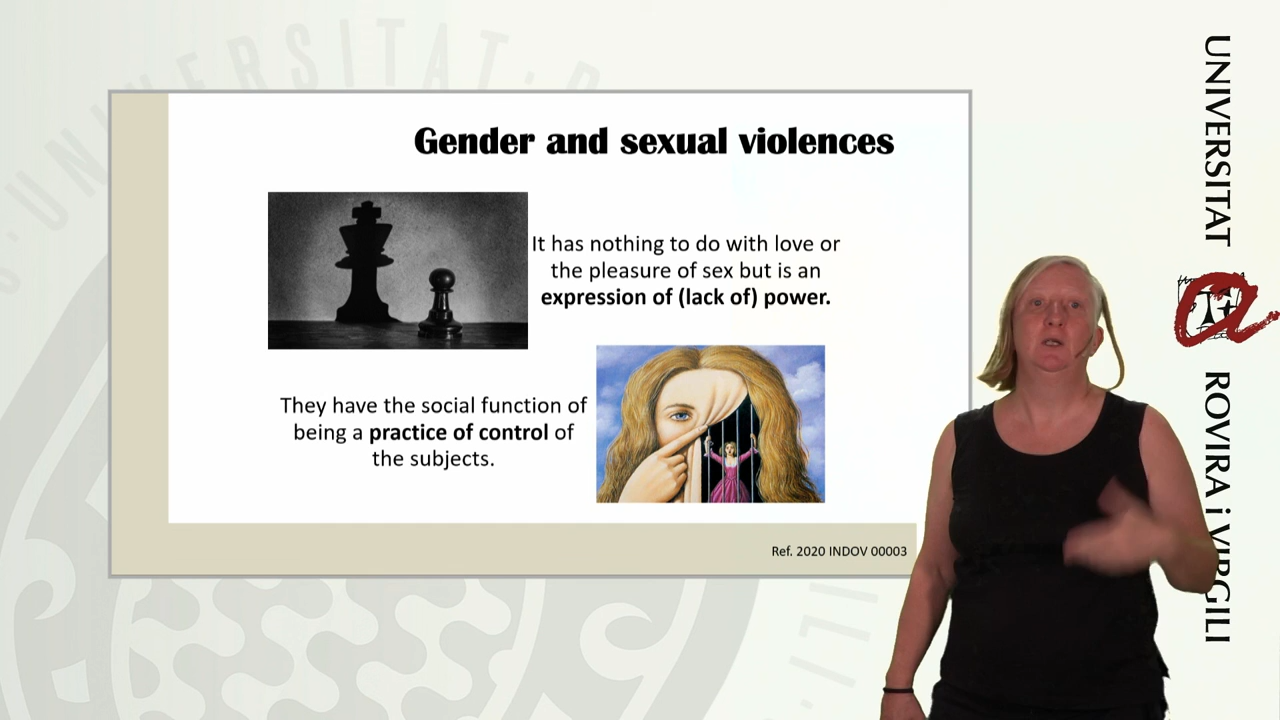 Gender and sexual violences
It has nothing to do with love or
the pleasure of sex but is an
expression of (lack of) power.
They have the social function of
being a practice of control of
the subjects.
Ref. 2020 INDOV 00003
UNIVERSITAT
ROVIRA i VIRGILI
UNIVERSITAT